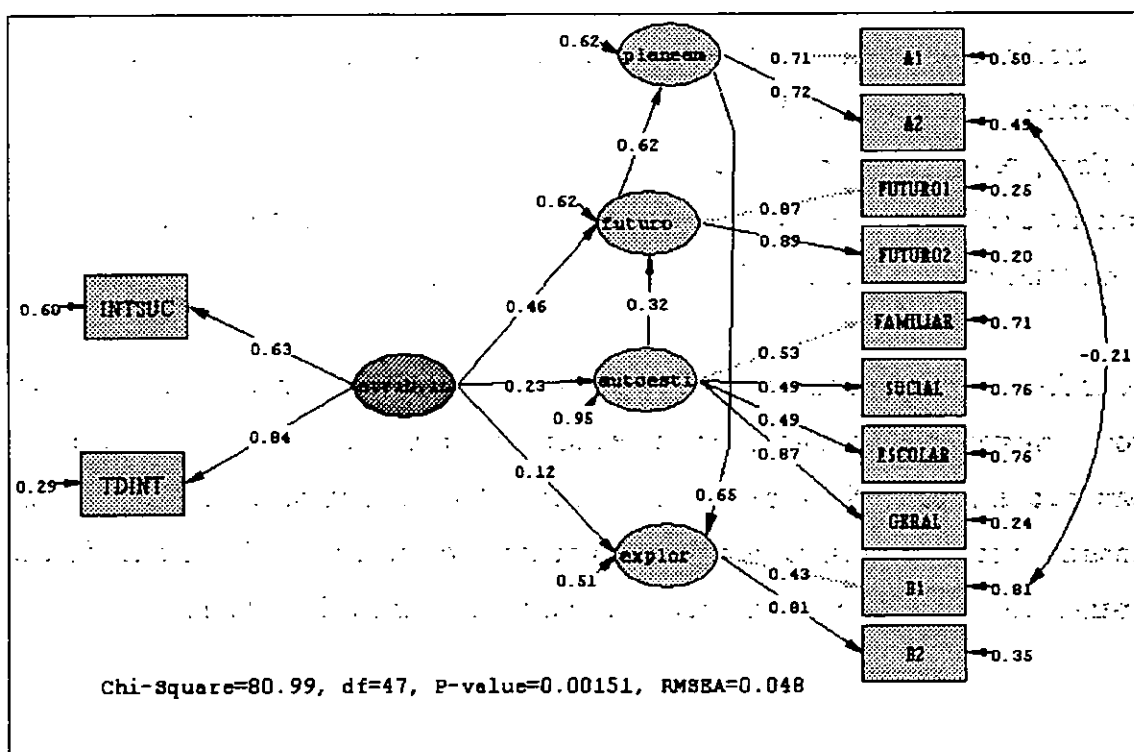 0.62
planeam
0.71
A1
0.50
0.72
A2
0.49
0.62
0.62
futuro
0.87
FUTURO1
0.25
0.89
FUTURO2
0.20
INTSUC
0.60
0.63
0.46
0.32
0.53
FAMILIAR
0.71
-0.21
0.23
autoesti
0.95
0.49
SOCIAL
0.76
0.49
ESCOLAR
0.76
0.84
TDINT
0.29
0.12
0.87
GERAL
0.24
0.65
explor
0.51
0.43
B1
0.81
0.81
B2
0.35
Chi-Square=80.99, df=47, P-value=0.00151, RMSEA=0.048